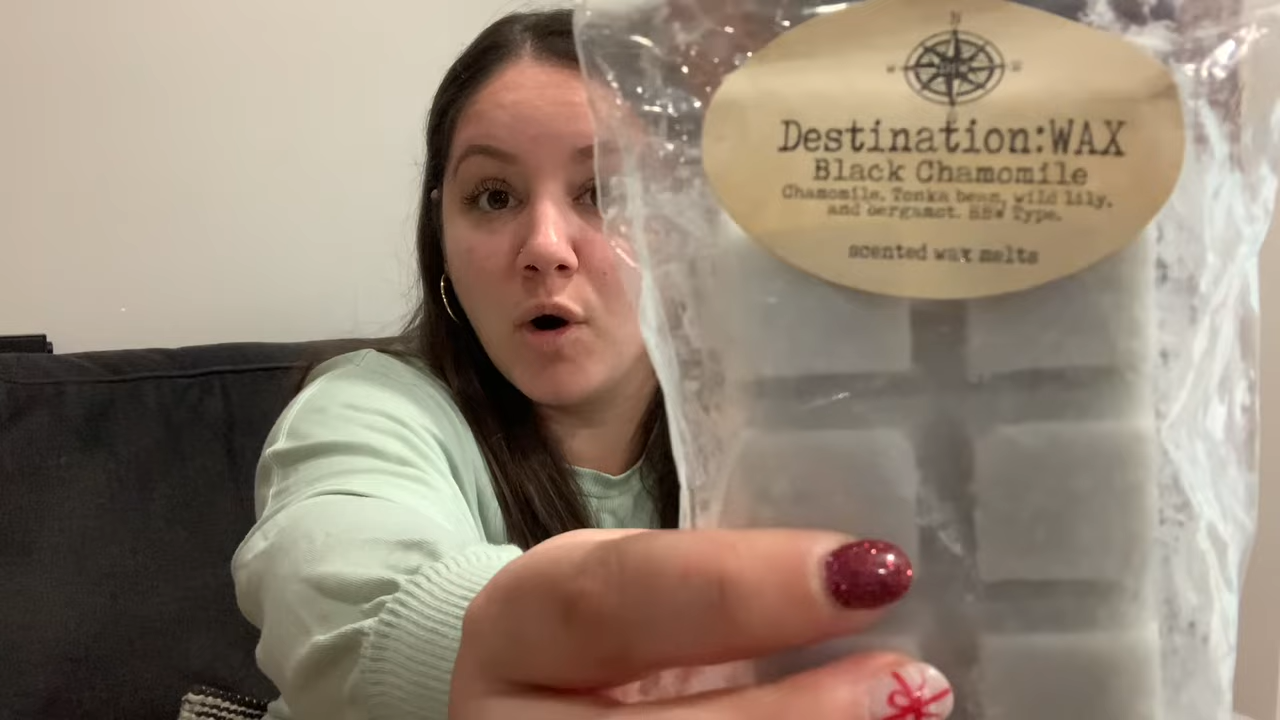 N
Destination:WAX
Black Chamomile
Chamomile, Tonka bean, wild lily,
and bergamot. BBW Type.
scented wax melts